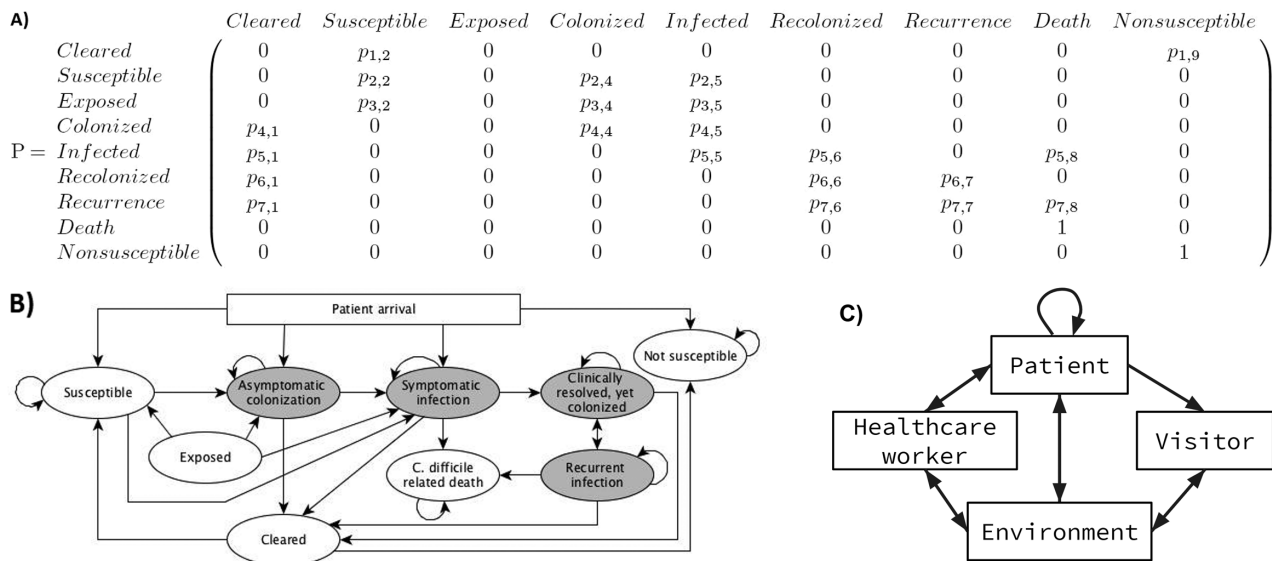 A)
Cleared Susceptible Exposed Colonized Infected Recolonized Recurrence Death Nonsusceptible
Cleared 0 p1,2 0 0 0 0 0 0 p1,9
Susceptible 0 p2,2 0 p2,4 p2,5 0 0 0 0
Exposed 0 p3,2 0 p3,4 p3,5 0 0 0 0
Colonized p4,1 0 0 p4,4 p4,5 0 0 0 0
P = Infected p5,1 0 0 0 p5,5 p5,6 0 p5,8 0
Recolonized p6,1 0 0 0 0 p6,6 p6,7 0 0
Recurrence p7,1 0 0 0 0 p7,6 p7,7 p7,8 0
Death 0 0 0 0 0 0 0 1 0
Nonsusceptible 0 0 0 0 0 0 0 0 1
B)
Patient arrival
Not susceptible
Susceptible
Asymptomatic
colonization
Symptomatic
infection
Clinically
resolved, yet
colonized
Exposed
C. difficile
related death
Recurrent
infection
Cleared
C)
Patient
Healthcare
worker
Visitor
Environment